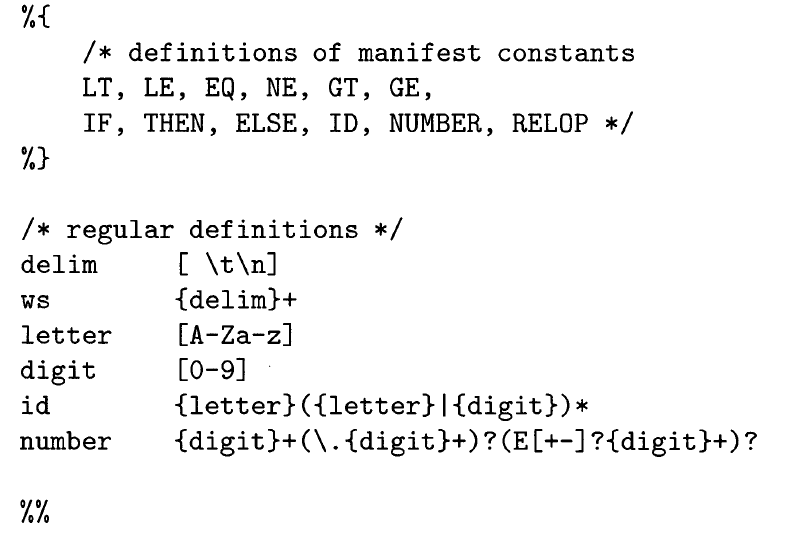 %{
    /* definitions of manifest constants
    LT, LE, EQ, NE, GT, GE,
    IF, THEN, ELSE, ID, NUMBER, RELOP */
%}

/* regular definitions */
delim     [ \t\n]
ws        {delim}+
letter    [A-Za-z]
digit     [0-9]
id        {letter}({letter}|{digit})*
number    {digit}+(\.{digit}+)?(E[+-]?{digit}+)?

%%